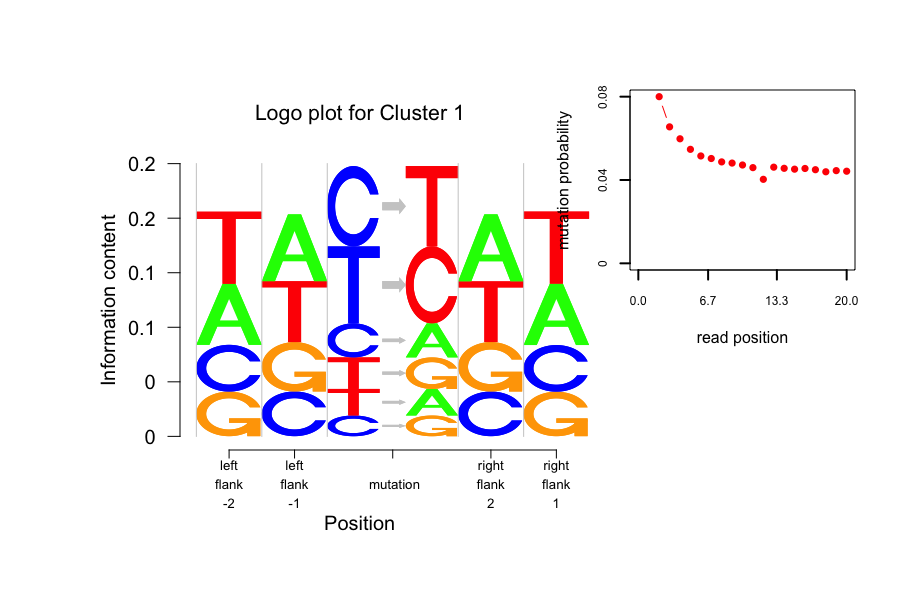 Logo plot for Cluster 1
Information content
0.2
0.2
0.1
0.1
0
0
T A C T A T
A T T C T A
C G C A G C
G C T G C G
T A
C G
left flank -2
left flank -1
mutation
right flank 2
right flank 1
Position
mutation probability
0.08
0.04
0
0.0 6.7 13.3 20.0
read position